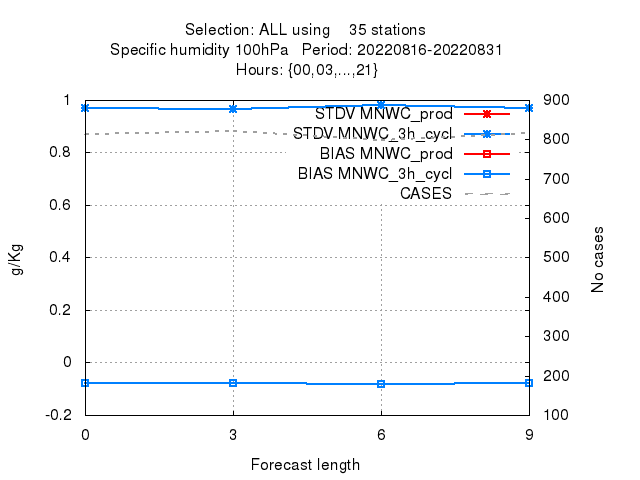 Selection: ALL using 35 stations
Specific humidity 100hPa Period: 20220816-20220831
Hours: {00,03,...,21}
1 900
STDV MNWC_prod
STDV MNWC_3h_cycl
BIAS MNWC_prod
BIAS MNWC_3h_cycl
CASES
0.8 800
700
0.6 600
0.4 500
0.2 400
300
0 200
-0.2 100
g/Kg
No cases
0 3 6 9
Forecast length